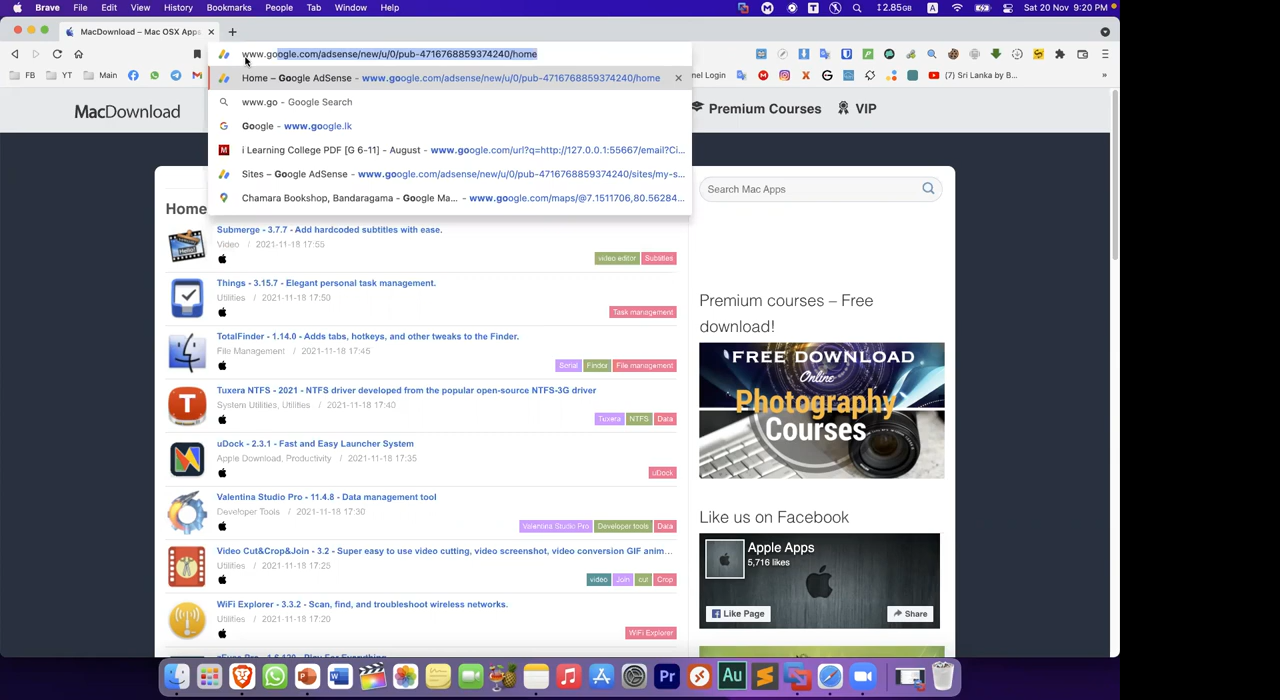 Brave File Edit View History Bookmarks People Tab Window Help 2.85GB A Sat 20 Nov 9:20 PM
MacDownload – Mac OSX Apps
www.google.com/adsense/new/u/0/pub-4716768859374240/home
FB YT Main
Home – Google AdSense - www.google.com/adsense/new/u/0/pub-4716768859374240/home
nel Login
(7) Sri Lanka by B...
www.go - Google Search
Google - www.google.lk
i Learning College PDF [G 6-11] - August - www.google.com/url?q=http://127.0.0.1:55667/email?Ci...
Sites – Google AdSense - www.google.com/adsense/new/u/0/pub-4716768859374240/sites/my-s...
Chamara Bookshop, Bandaragama - Google Ma... - www.google.com/maps/@7.1511706,80.56284...
MacDownload
Premium Courses VIP
Search Mac Apps
Home
Submerge - 3.7.7 - Add hardcoded subtitles with ease.
Video / 2021-11-18 17:55
video editor Subtitles
Things - 3.15.7 - Elegant personal task management.
Utilities / 2021-11-18 17:50
Task management
TotalFinder - 1.14.0 - Adds tabs, hotkeys, and other tweaks to the Finder.
File Management / 2021-11-18 17:45
Serial Finder File management
Tuxera NTFS - 2021 - NTFS driver developed from the popular open-source NTFS-3G driver
System Utilities, Utilities / 2021-11-18 17:40
Tuxera NTFS Data
uDock - 2.3.1 - Fast and Easy Launcher System
Apple Download, Productivity / 2021-11-18 17:35
uDock
Valentina Studio Pro - 11.4.8 - Data management tool
Developer Tools / 2021-11-18 17:30
Valentina Studio Pro Developer tools Data
Video Cut&Crop&Join - 3.2 - Super easy to use video cutting, video screenshot, video conversion GIF anim...
Utilities / 2021-11-18 17:25
video Join cut Crop
WiFi Explorer - 3.3.2 - Scan, find, and troubleshoot wireless networks.
Utilities / 2021-11-18 17:20
WiFi Explorer
Premium courses – Free
download!
FREE DOWNLOAD
Online
Photography
Courses
Like us on Facebook
Apple Apps
5,716 likes
Like Page Share
Pr Au